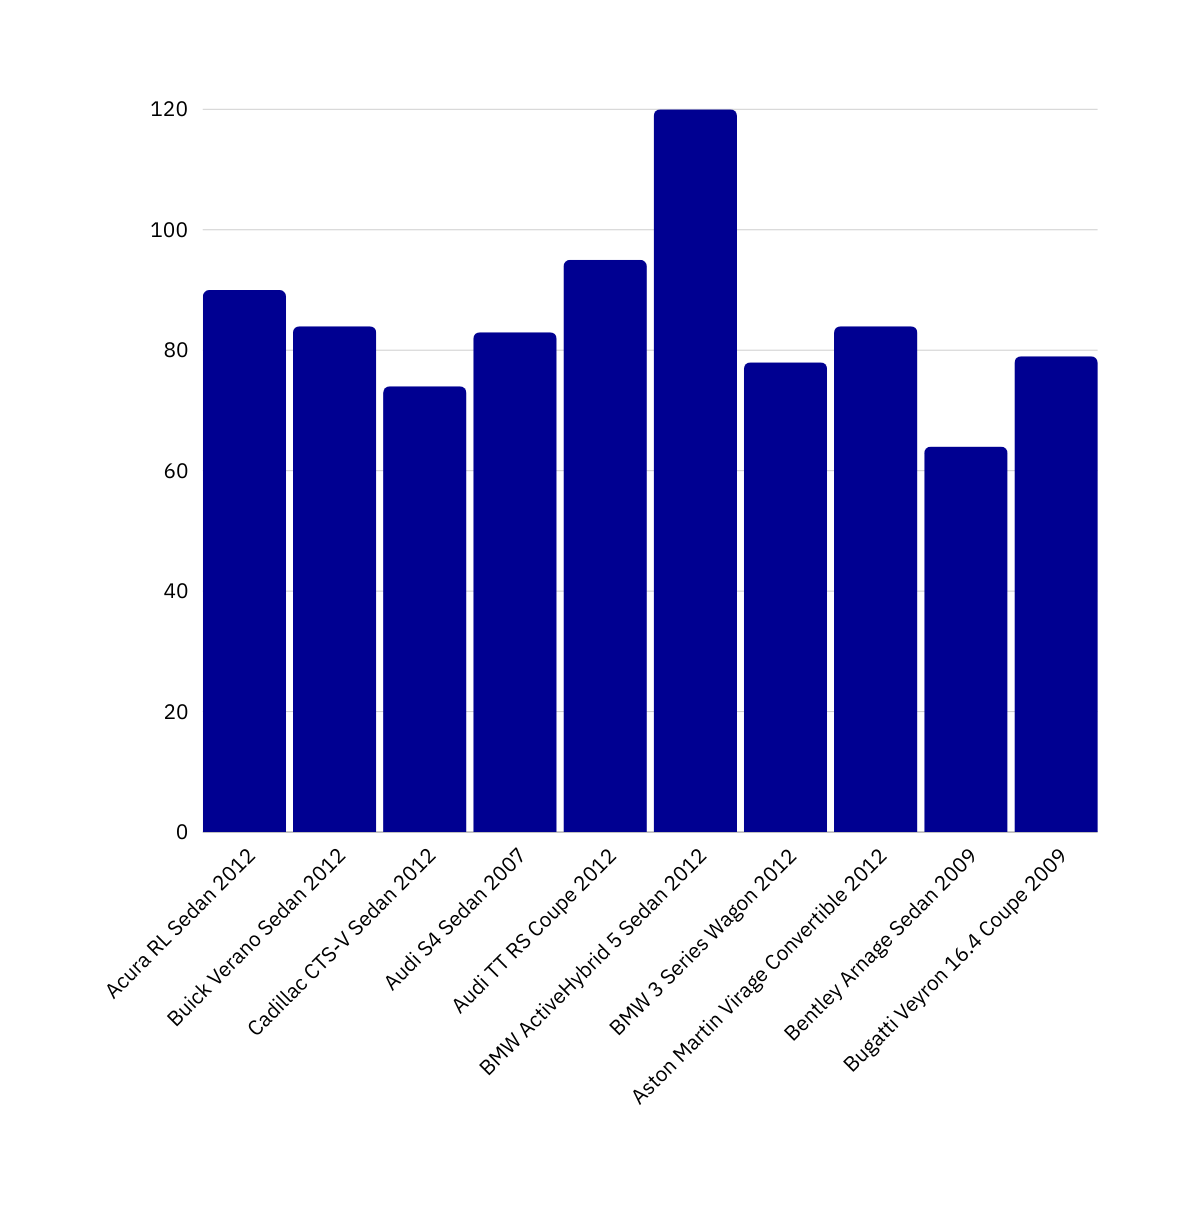 120
100
80
60
40
20
0
Acura RL Sedan 2012
Buick Verano Sedan 2012
Cadillac CTS-V Sedan 2012
Audi S4 Sedan 2007
Audi TT RS Coupe 2012
BMW ActiveHybrid 5 Sedan 2012
BMW 3 Series Wagon 2012
Aston Martin Virage Convertible 2012
Bentley Arnage Sedan 2009
Bugatti Veyron 16.4 Coupe 2009